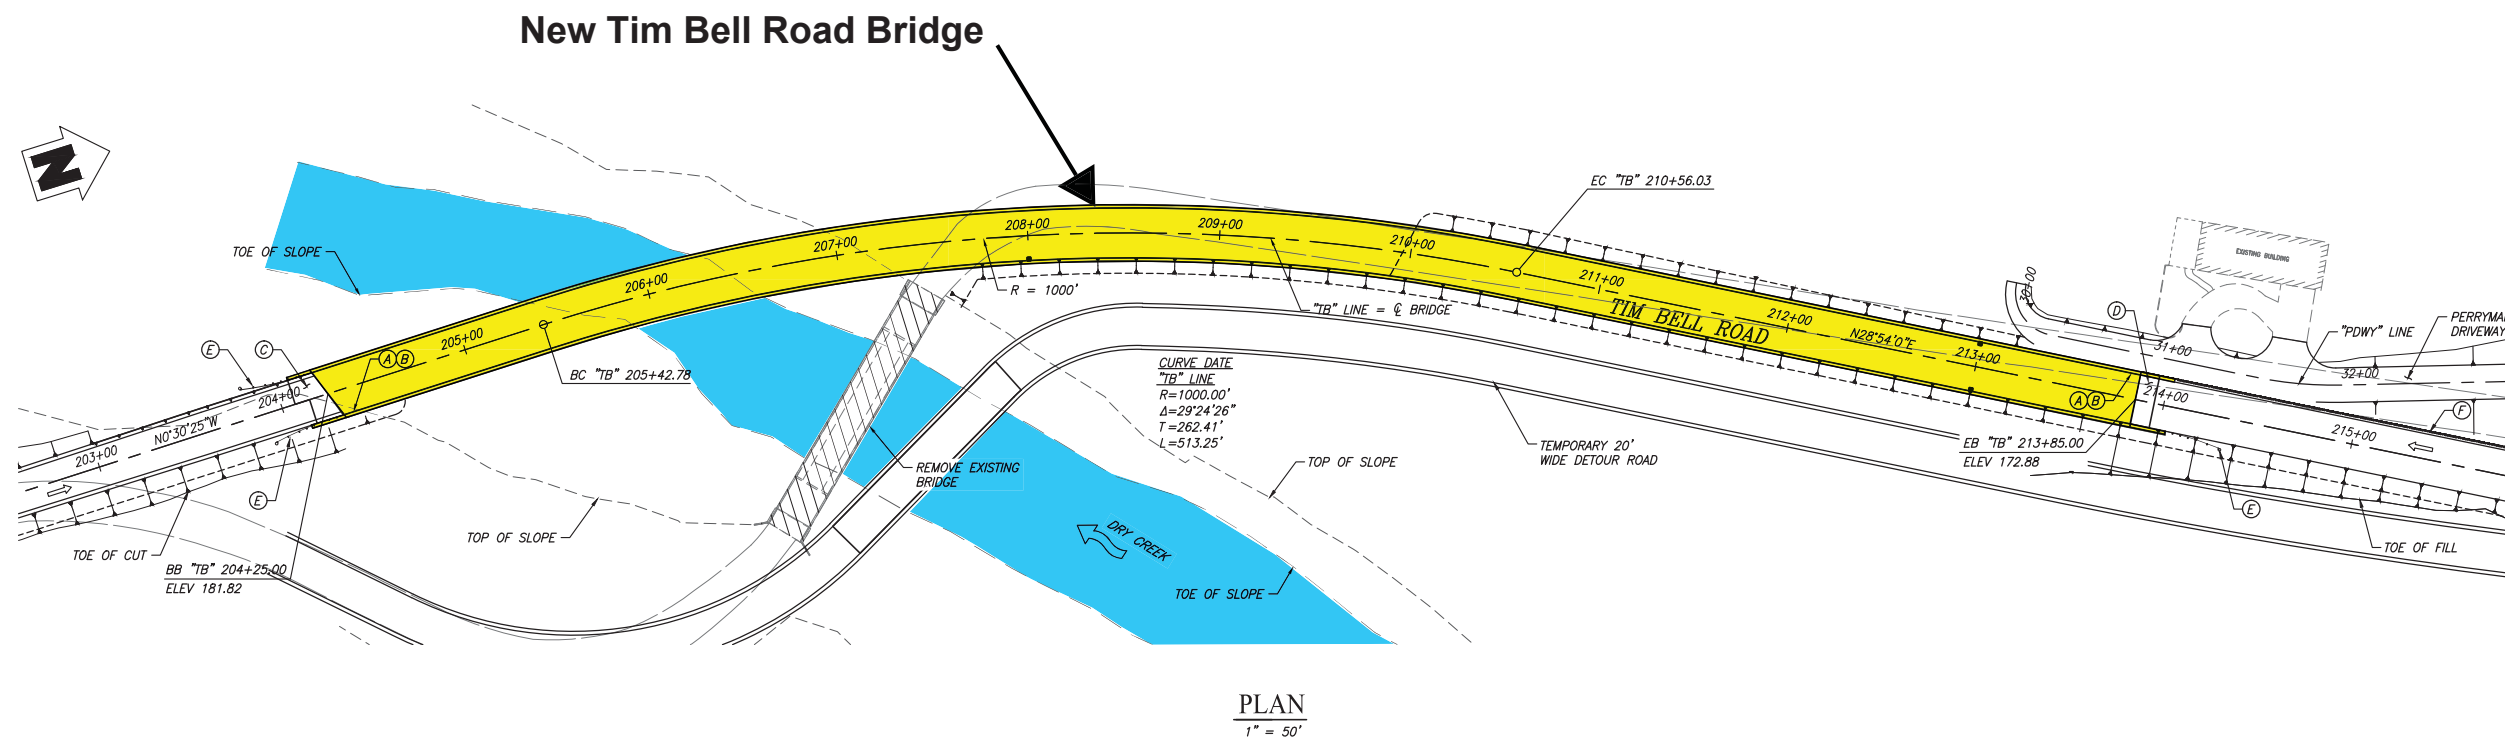 New Tim Bell Road Bridge
N
EC "TB" 210+56.03
TOE OF SLOPE
203+00
204+00
205+00
206+00
207+00
208+00
209+00
210+00
211+00
212+00
213+00
214+00
215+00
N0°30'25"W
BC "TB" 205+42.78
R = 1000'
"TB" LINE = ℄ BRIDGE
TIM BELL ROAD
N28°54'0"E
EXISTING BUILDING
30+00
31+00
32+00
"PDWY" LINE
PERRYMA
DRIVEWAY
E
C
A B
D
A B
F
E
E
CURVE DATE
"TB" LINE
R=1000.00'
Δ=29°24'26"
T=262.41'
L=513.25'
EB "TB" 213+85.00
ELEV 172.88
TEMPORARY 20'
WIDE DETOUR ROAD
TOP OF SLOPE
REMOVE EXISTING
BRIDGE
TOP OF SLOPE
DRY CREEK
TOE OF SLOPE
TOE OF CUT
BB "TB" 204+25.00
ELEV 181.82
TOE OF FILL
PLAN
1" = 50'